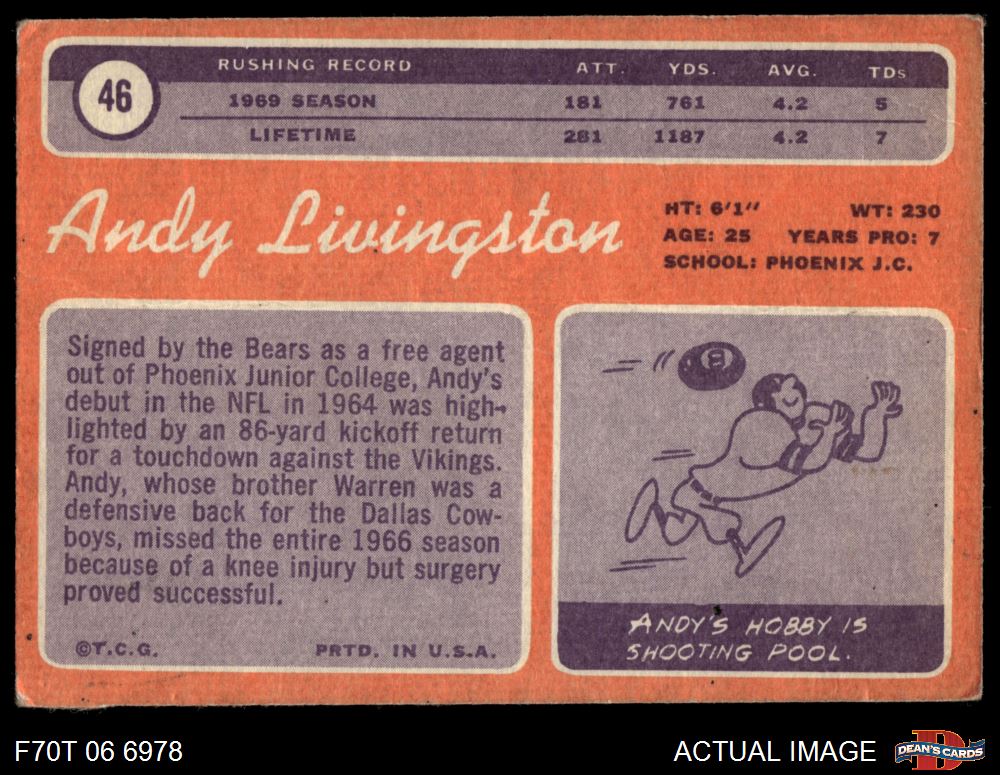 46
RUSHING RECORD ATT. YDS. AVG. TDs
1969 SEASON 181 761 4.2 5
LIFETIME 281 1187 4.2 7
Andy Livingston
HT: 6'1" WT: 230
AGE: 25 YEARS PRO: 7
SCHOOL: PHOENIX J.C.
Signed by the Bears as a free agent
out of Phoenix Junior College, Andy's
debut in the NFL in 1964 was high-
lighted by an 86-yard kickoff return
for a touchdown against the Vikings.
Andy, whose brother Warren was a
defensive back for the Dallas Cow-
boys, missed the entire 1966 season
because of a knee injury but surgery
proved successful.
©T.C.G. PRTD. IN U.S.A.
8
ANDY'S HOBBY IS
SHOOTING POOL.
F70T 06 6978
ACTUAL IMAGE
D
DEAN'S CARDS